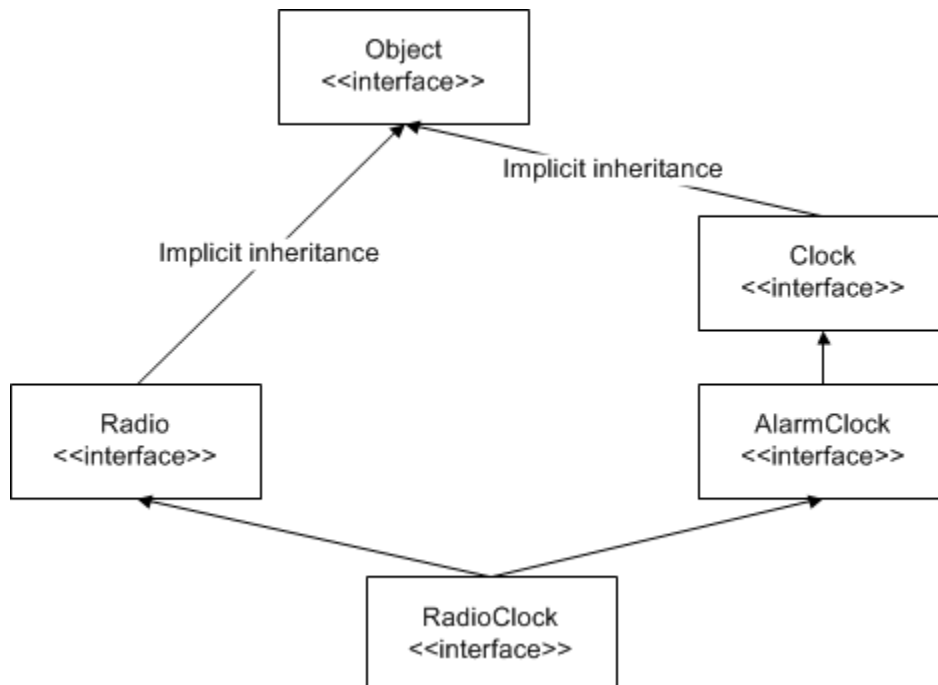 Object
<<interface>>
Implicit inheritance
Clock
<<interface>>
Implicit inheritance
Radio
<<interface>>
AlarmClock
<<interface>>
RadioClock
<<interface>>